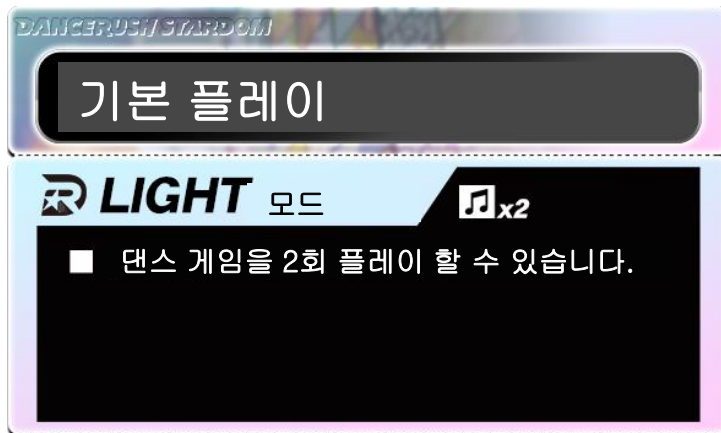 DANCERUSH STARDOM
기본 플레이
R LIGHT 모드
x2
■ 댄스 게임을 2회 플레이 할 수 있습니다.